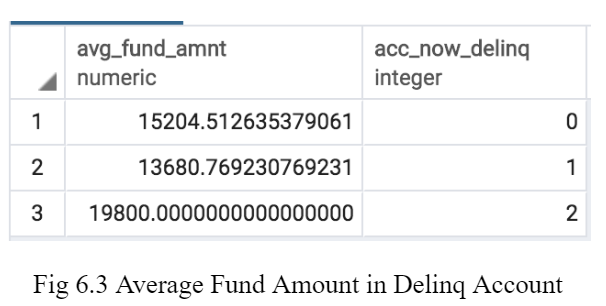 avg_fund_amnt acc_now_delinq
numeric integer
1 15204.512635379061 0
2 13680.769230769231 1
3 19800.0000000000000000 2
Fig 6.3 Average Fund Amount in Delinq Account